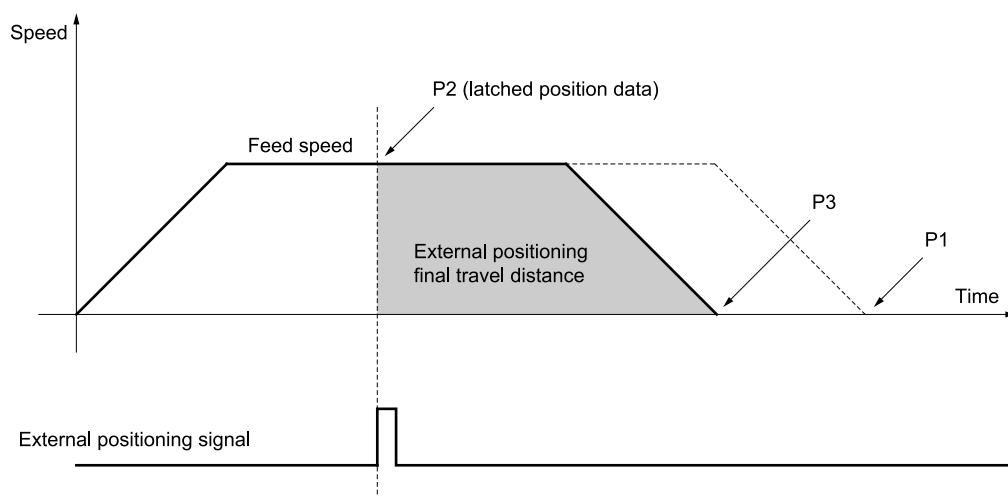 Speed
P2 (latched position data)
Feed speed
P3
P1
External positioning
final travel distance
Time
External positioning signal